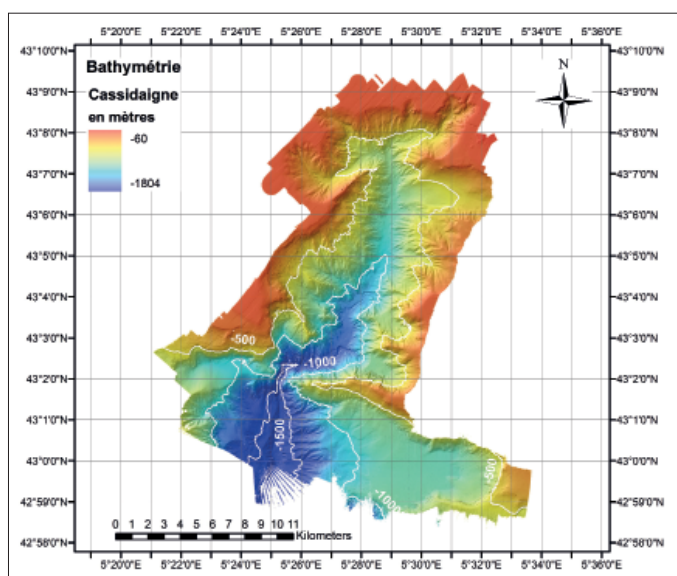 5°20'0"E 5°22'0"E 5°24'0"E 5°26'0"E 5°28'0"E 5°30'0"E 5°32'0"E 5°34'0"E 5°36'0"E
43°10'0"N 43°10'0"N
Bathymétrie
N
43°9'0"N 43°9'0"N
Cassidaigne
en mètres
43°8'0"N 43°8'0"N
-60
43°7'0"N 43°7'0"N
-1804
43°6'0"N 43°6'0"N
43°5'0"N 43°5'0"N
43°4'0"N 43°4'0"N
43°3'0"N -500 43°3'0"N
-1000
43°2'0"N 43°2'0"N
43°1'0"N 43°1'0"N
-1500
43°0'0"N 43°0'0"N
-500
-1000
42°59'0"N 42°59'0"N
0 1 2 3 4 5 6 7 8 9 10 11
Kilometers
42°58'0"N 42°58'0"N
5°20'0"E 5°22'0"E 5°24'0"E 5°26'0"E 5°28'0"E 5°30'0"E 5°32'0"E 5°34'0"E 5°36'0"E